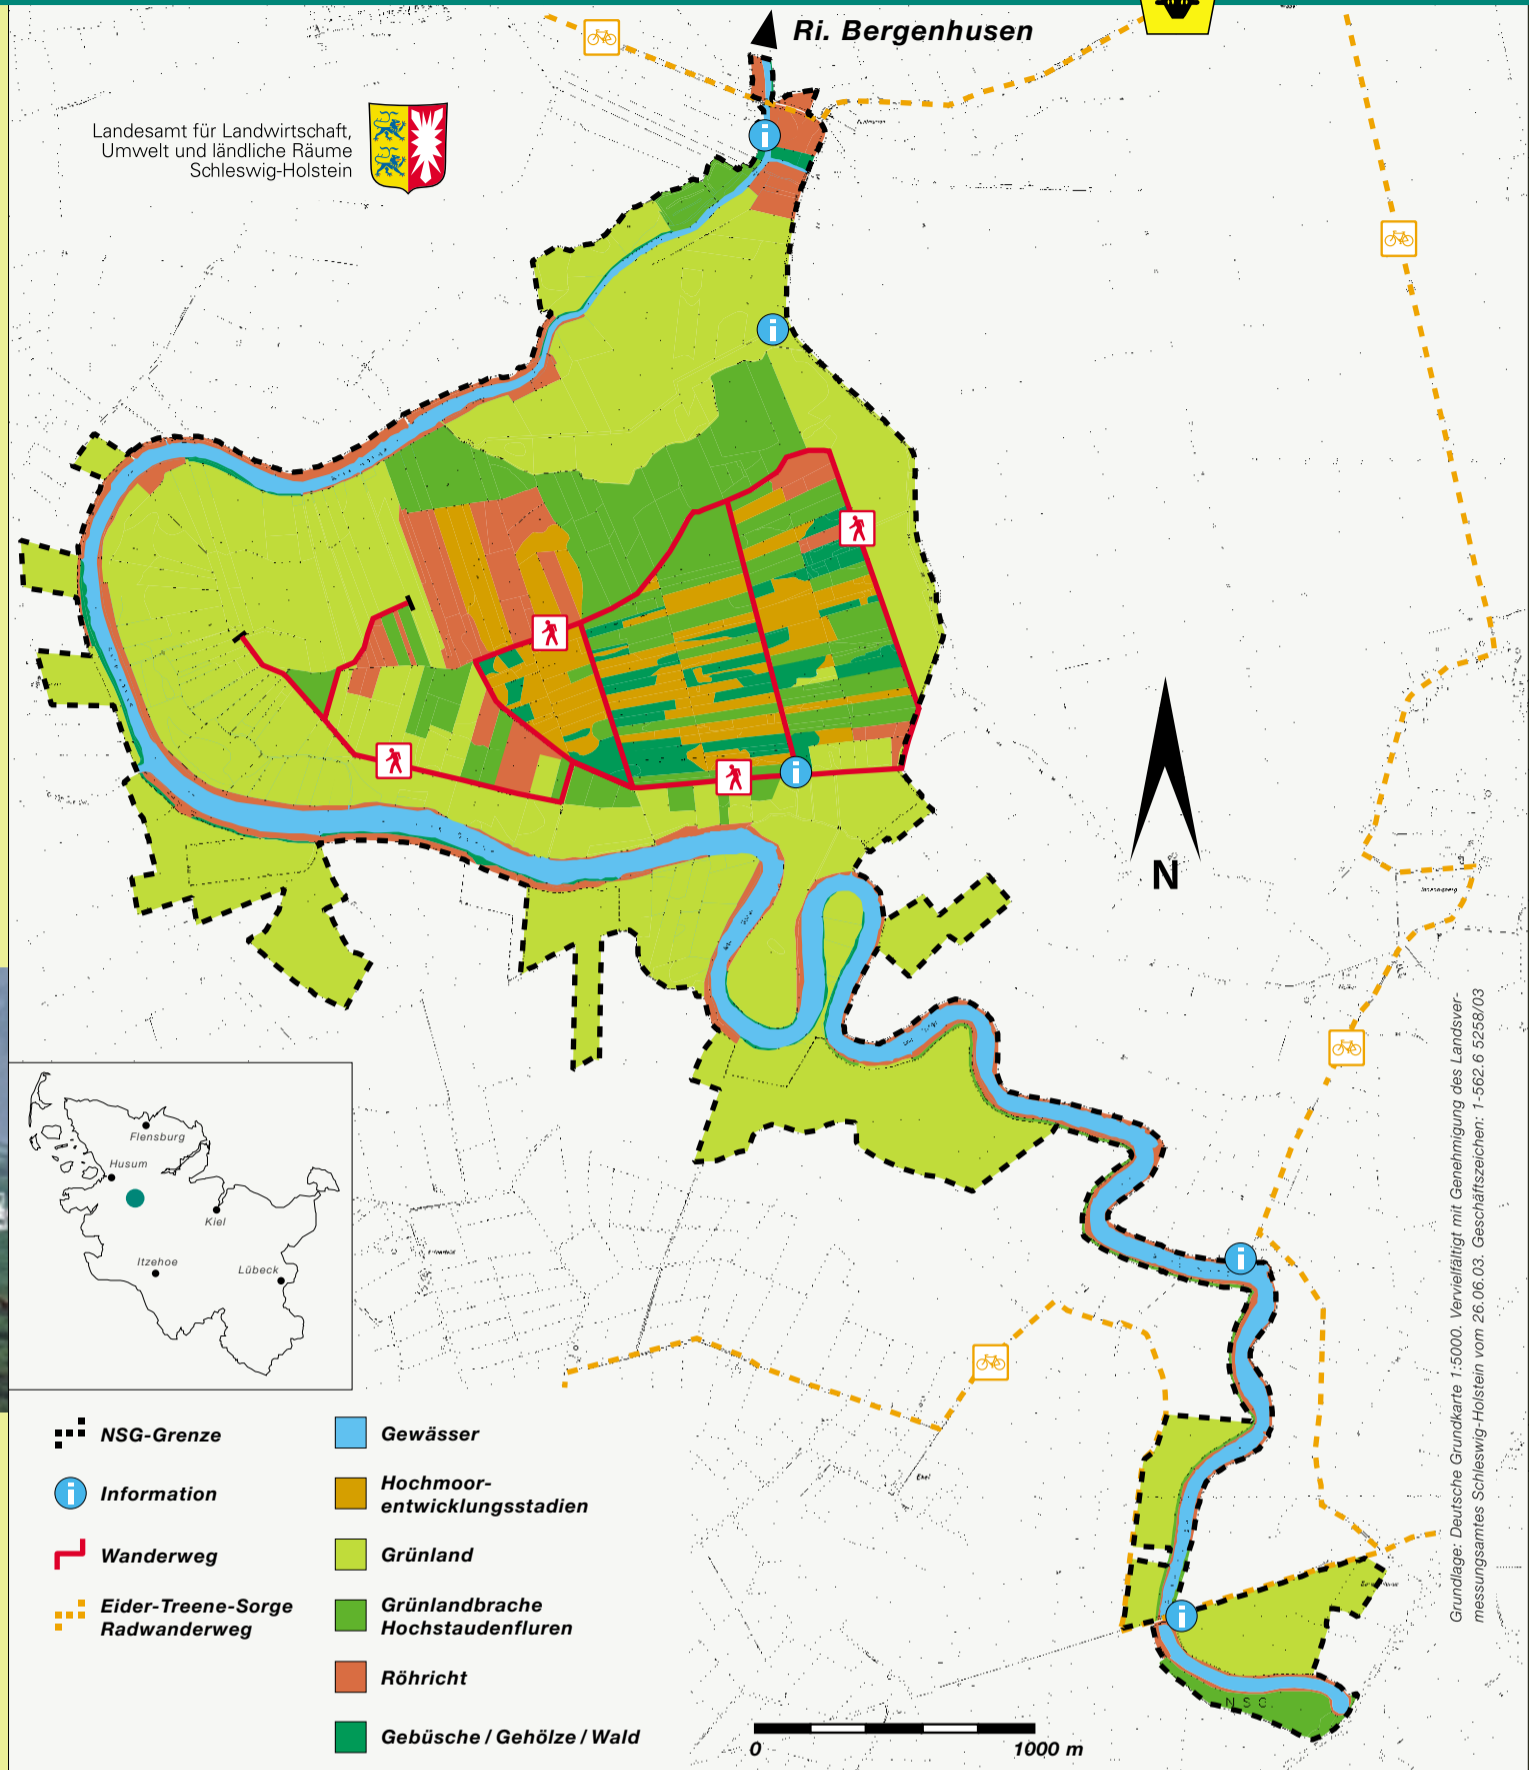 Ri. Bergenhusen
Landesamt für Landwirtschaft,
Umwelt und ländliche Räume
Schleswig-Holstein
N
Flensburg
Husum
Kiel
Itzehoe
Lübeck
NSG-Grenze
Information
Wanderweg
Eider-Treene-Sorge
Radwanderweg
Gewässer
Hochmoor-
entwicklungsstadien
Grünland
Grünlandbrache
Hochstaudenfluren
Röhricht
Gebüsche / Gehölze / Wald
N S G
0 1000 m
Grundlage: Deutsche Grundkarte 1:5000. Vervielfältigt mit Genehmigung des Landsver-
messungsamtes Schleswig-Holstein vom 26.06.03. Geschäftszeichen: 1-562.6 5258/03